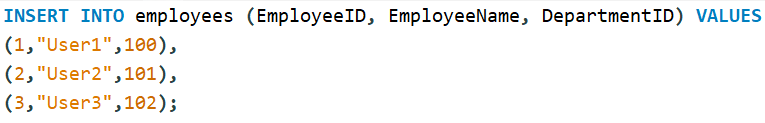 INSERT INTO employees (EmployeeID, EmployeeName, DepartmentID) VALUES
(1,"User1",100),
(2,"User2",101),
(3,"User3",102);